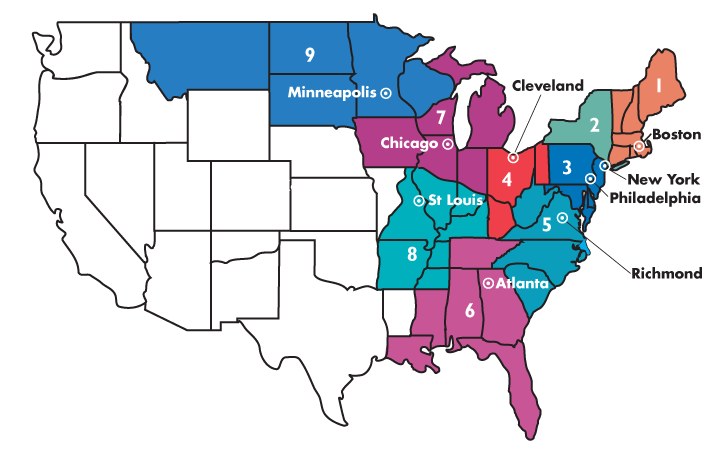 9
Minneapolis
Cleveland
1
7
2
Boston
Chicago
3
New York
4
Philadelphia
St Louis
5
8
Richmond
Atlanta
6